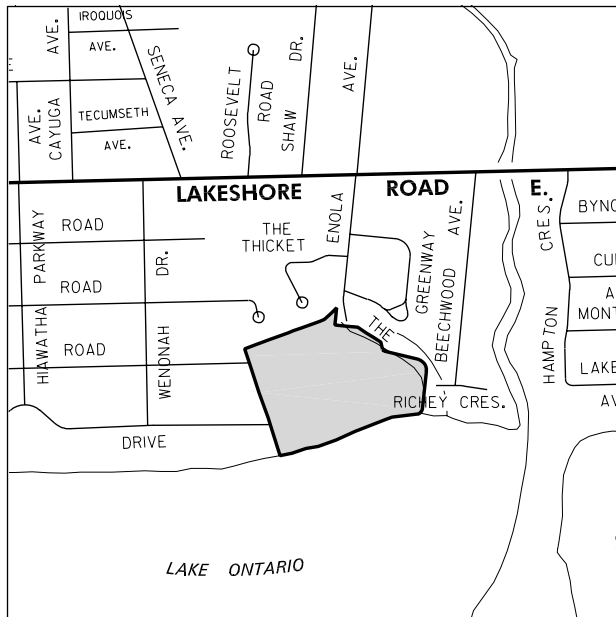 IROQUOIS
AVE.
AVE.
AVE.
CAYUGA
TECUMSETH
AVE.
SENECA AVE.
ROOSEVELT
ROAD
SHAW
DR.
AVE.
LAKESHORE
ROAD
E.
PARKWAY
HIAWATHA
ROAD
ROAD
ROAD
DR.
WENONAH
THE
THICKET
ENOLA
THE
GREENWAY
BEECHWOOD
AVE.
RICHEY CRES.
HAMPTON
CRES.
BYNG
CU
A
MONT
LAKE
AV
DRIVE
LAKE ONTARIO